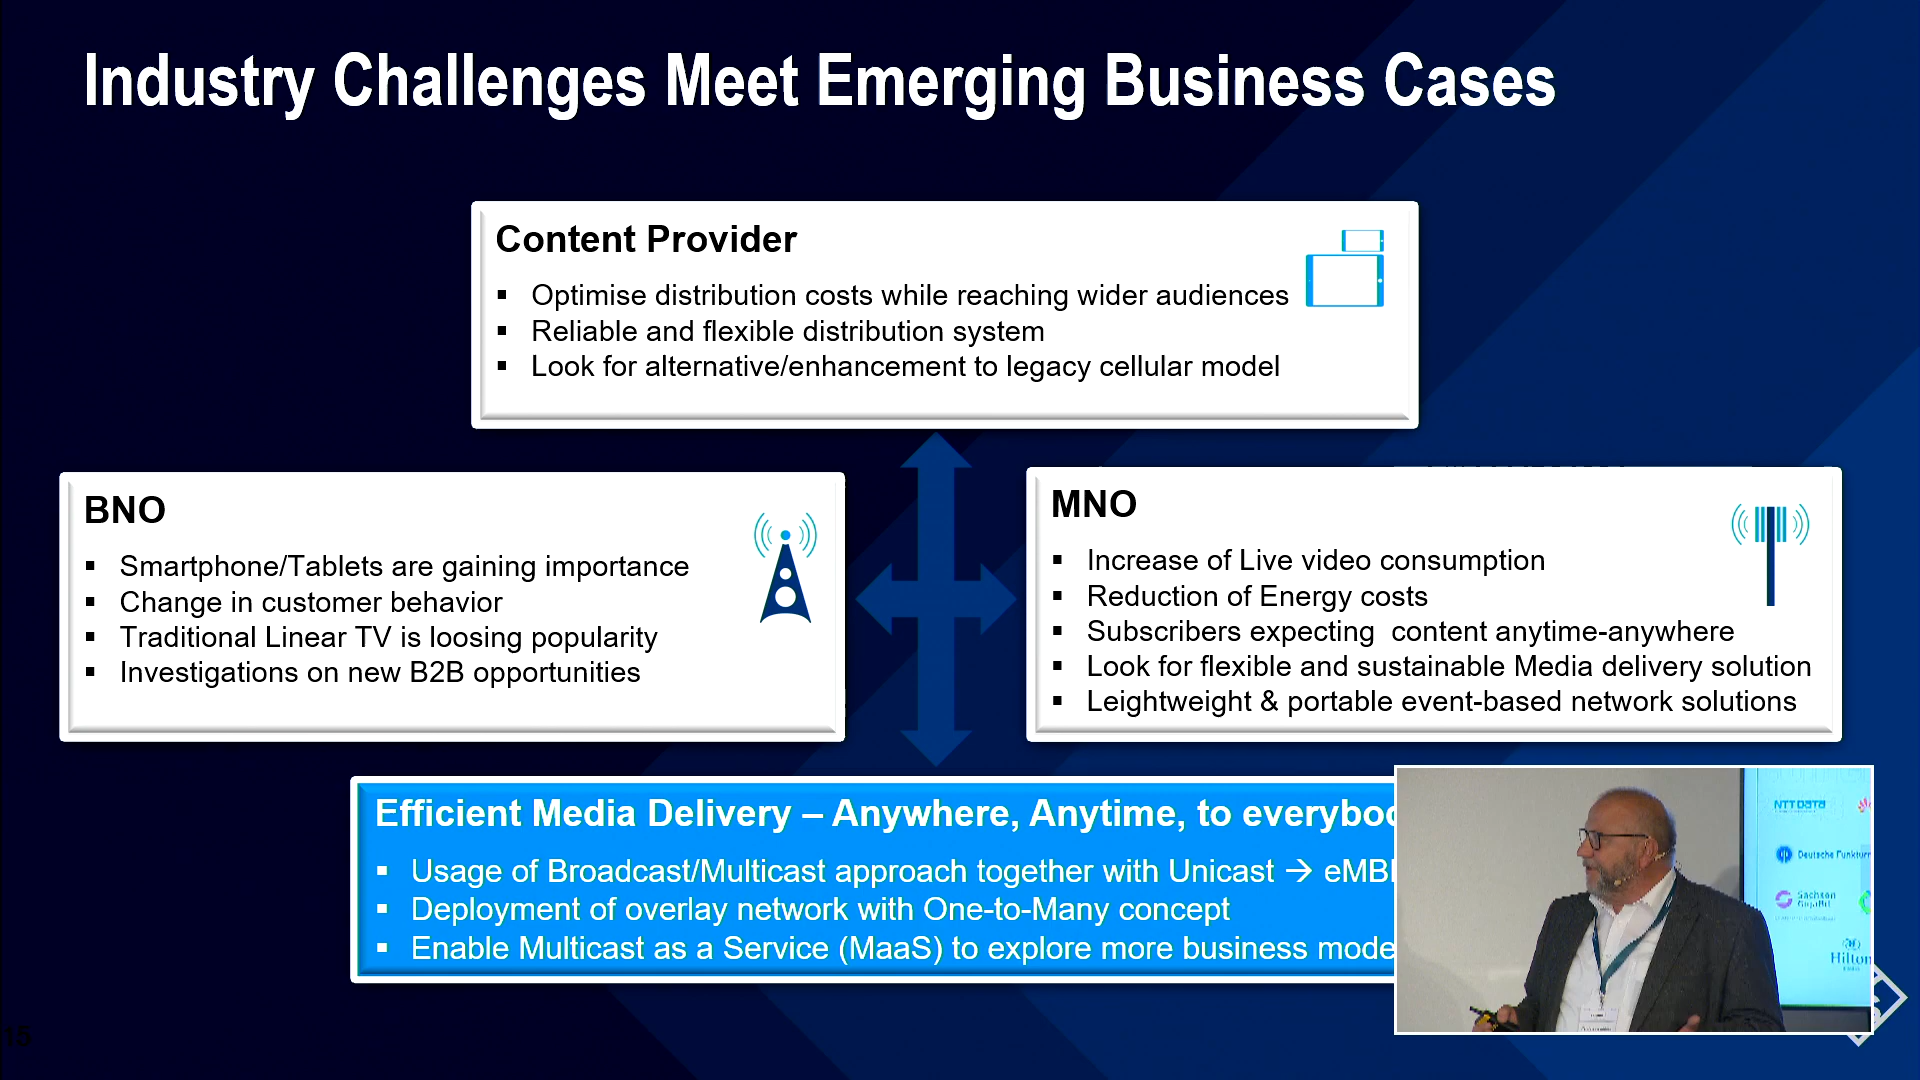 Industry Challenges Meet Emerging Business Cases
Content Provider
▪ Optimise distribution costs while reaching wider audiences
▪ Reliable and flexible distribution system
▪ Look for alternative/enhancement to legacy cellular model
BNO
▪ Smartphone/Tablets are gaining importance
▪ Change in customer behavior
▪ Traditional Linear TV is loosing popularity
▪ Investigations on new B2B opportunities
MNO
▪ Increase of Live video consumption
▪ Reduction of Energy costs
▪ Subscribers expecting  content anytime-anywhere
▪ Look for flexible and sustainable Media delivery solution
▪ Leightweight & portable event-based network solutions
Efficient Media Delivery – Anywhere, Anytime, to everyboc
▪ Usage of Broadcast/Multicast approach together with Unicast → eMB
▪ Deployment of overlay network with One-to-Many concept
▪ Enable Multicast as a Service (MaaS) to explore more business mode
NTT DATA
Deutsche Funktur
Sachsen
GigaBit
Hilton
15